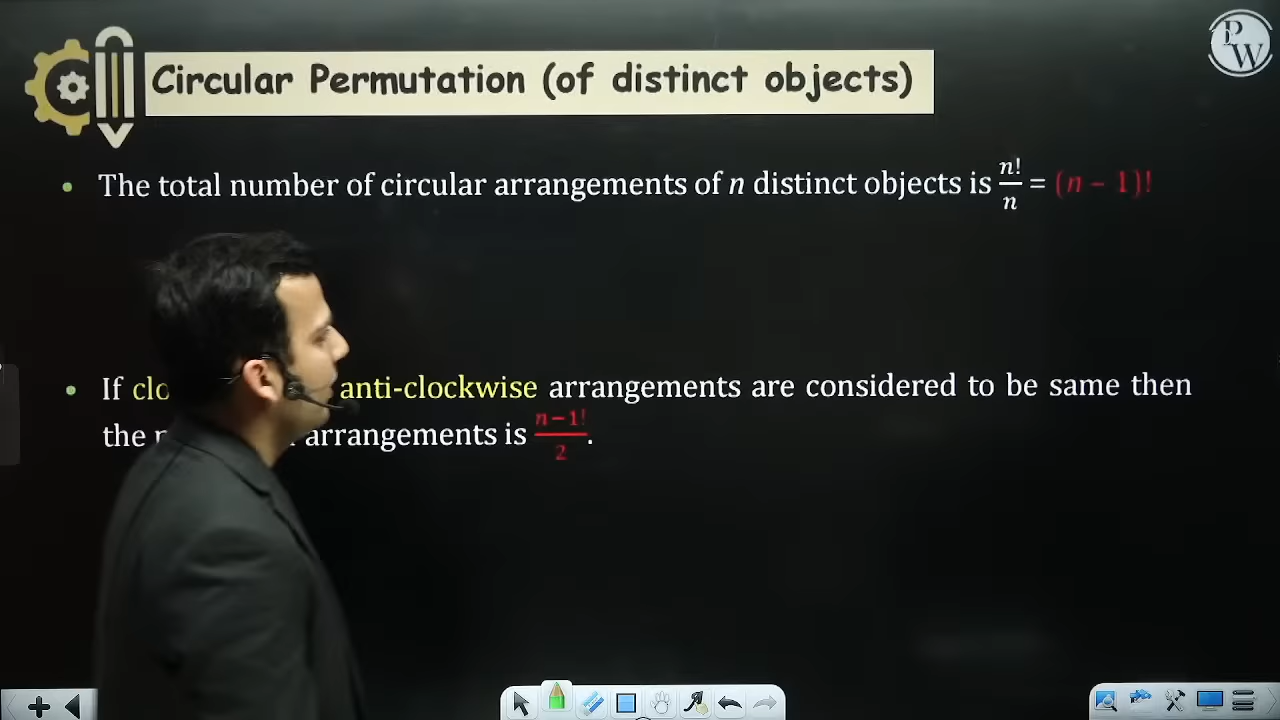 PW
Circular Permutation (of distinct objects)
• The total number of circular arrangements of n distinct objects is n!/n = (n − 1)!
• If anti-clockwise arrangements are considered to be same then
the arrangements is n−1!/2.